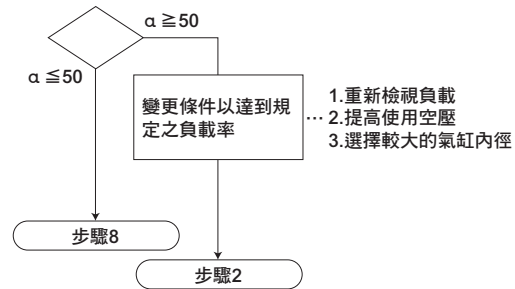 α≧50
α≦50
變更條件以達到規
定之負載率
1.重新檢視負載
…2.提高使用空壓
3.選擇較大的氣缸內徑
步驟8
步驟2